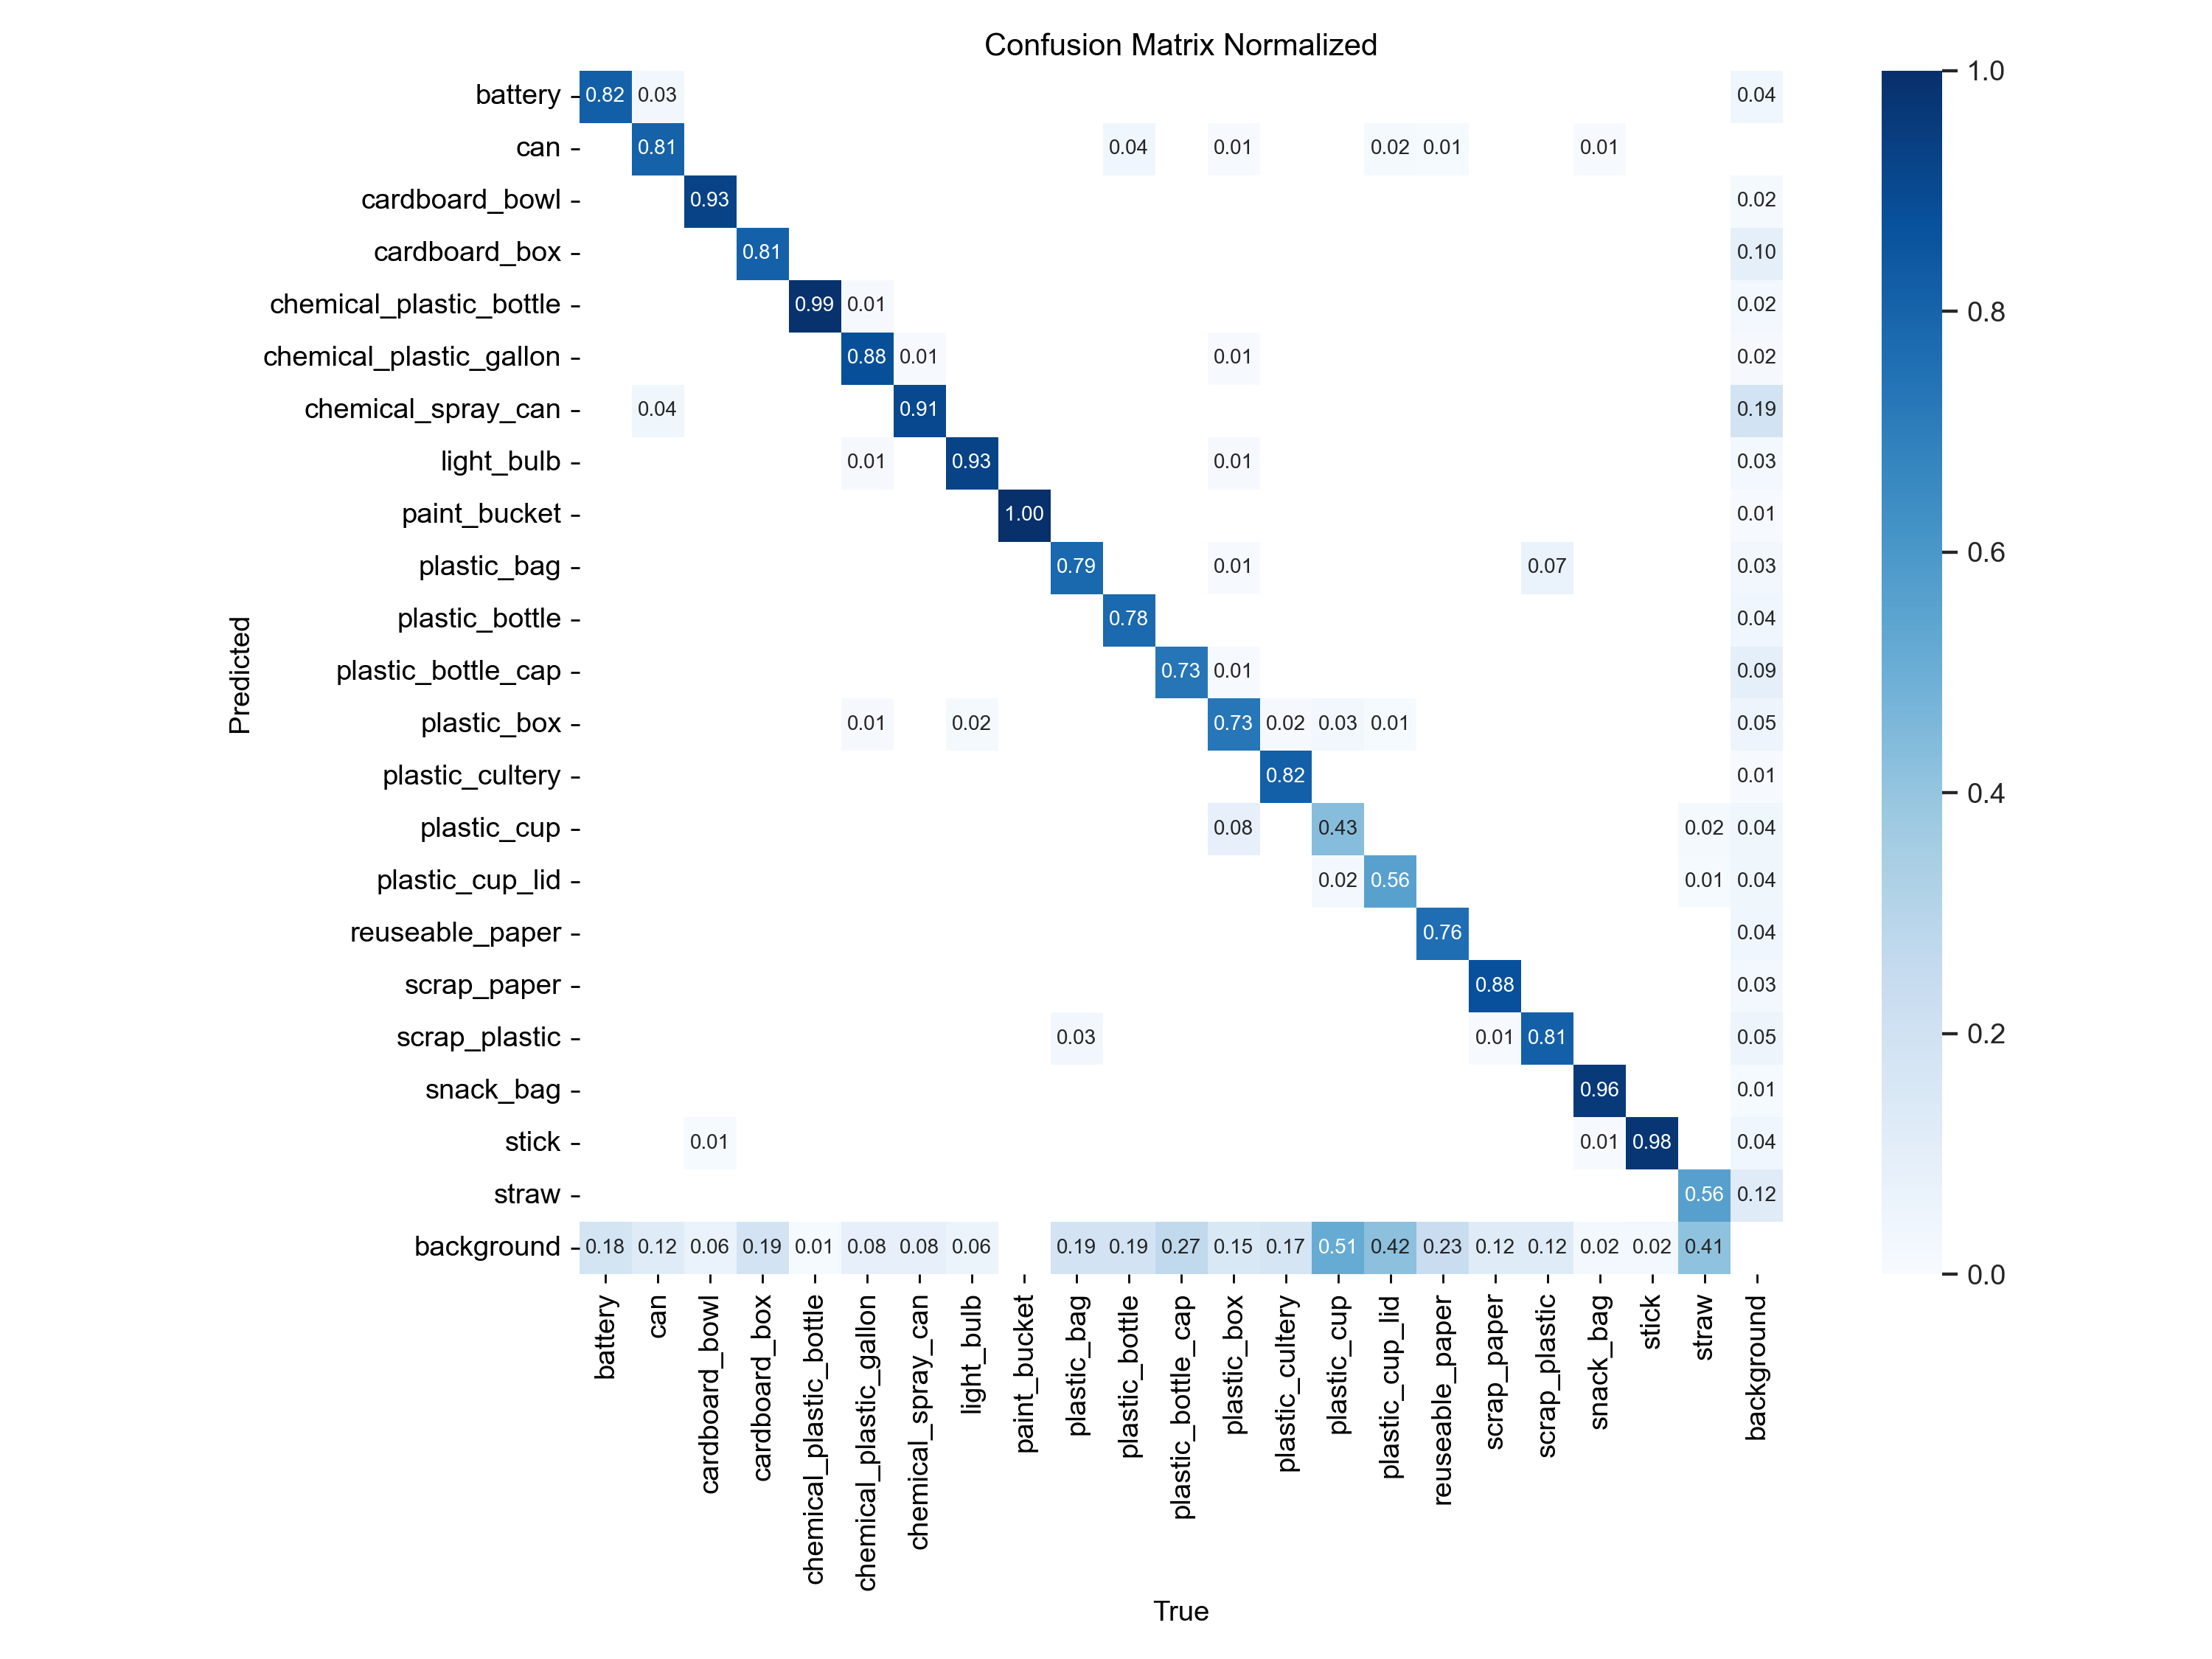 Confusion Matrix Normalized
battery 0.82 0.03 0.04
can 0.81 0.04 0.01 0.02 0.01 0.01
cardboard_bowl 0.93 0.02
cardboard_box 0.81 0.10
chemical_plastic_bottle 0.99 0.01 0.02
chemical_plastic_gallon 0.88 0.01 0.01 0.02
chemical_spray_can 0.04 0.91 0.19
light_bulb 0.01 0.93 0.01 0.03
paint_bucket 1.00 0.01
plastic_bag 0.79 0.01 0.07 0.03
plastic_bottle 0.78 0.04
plastic_bottle_cap 0.73 0.01 0.09
plastic_box 0.01 0.02 0.73 0.02 0.03 0.01 0.05
plastic_cultery 0.82 0.01
plastic_cup 0.08 0.43 0.02 0.04
plastic_cup_lid 0.02 0.56 0.01 0.04
reuseable_paper 0.76 0.04
scrap_paper 0.88 0.03
scrap_plastic 0.03 0.01 0.81 0.05
snack_bag 0.96 0.01
stick 0.01 0.01 0.98 0.04
straw 0.56 0.12
background 0.18 0.12 0.06 0.19 0.01 0.08 0.08 0.06 0.19 0.19 0.27 0.15 0.17 0.51 0.42 0.23 0.12 0.12 0.02 0.02 0.41
Predicted
battery
can
cardboard_bowl
cardboard_box
chemical_plastic_bottle
chemical_plastic_gallon
chemical_spray_can
light_bulb
paint_bucket
plastic_bag
plastic_bottle
plastic_bottle_cap
plastic_box
plastic_cultery
plastic_cup
plastic_cup_lid
reuseable_paper
scrap_paper
scrap_plastic
snack_bag
stick
straw
background
True
1.0
0.8
0.6
0.4
0.2
0.0